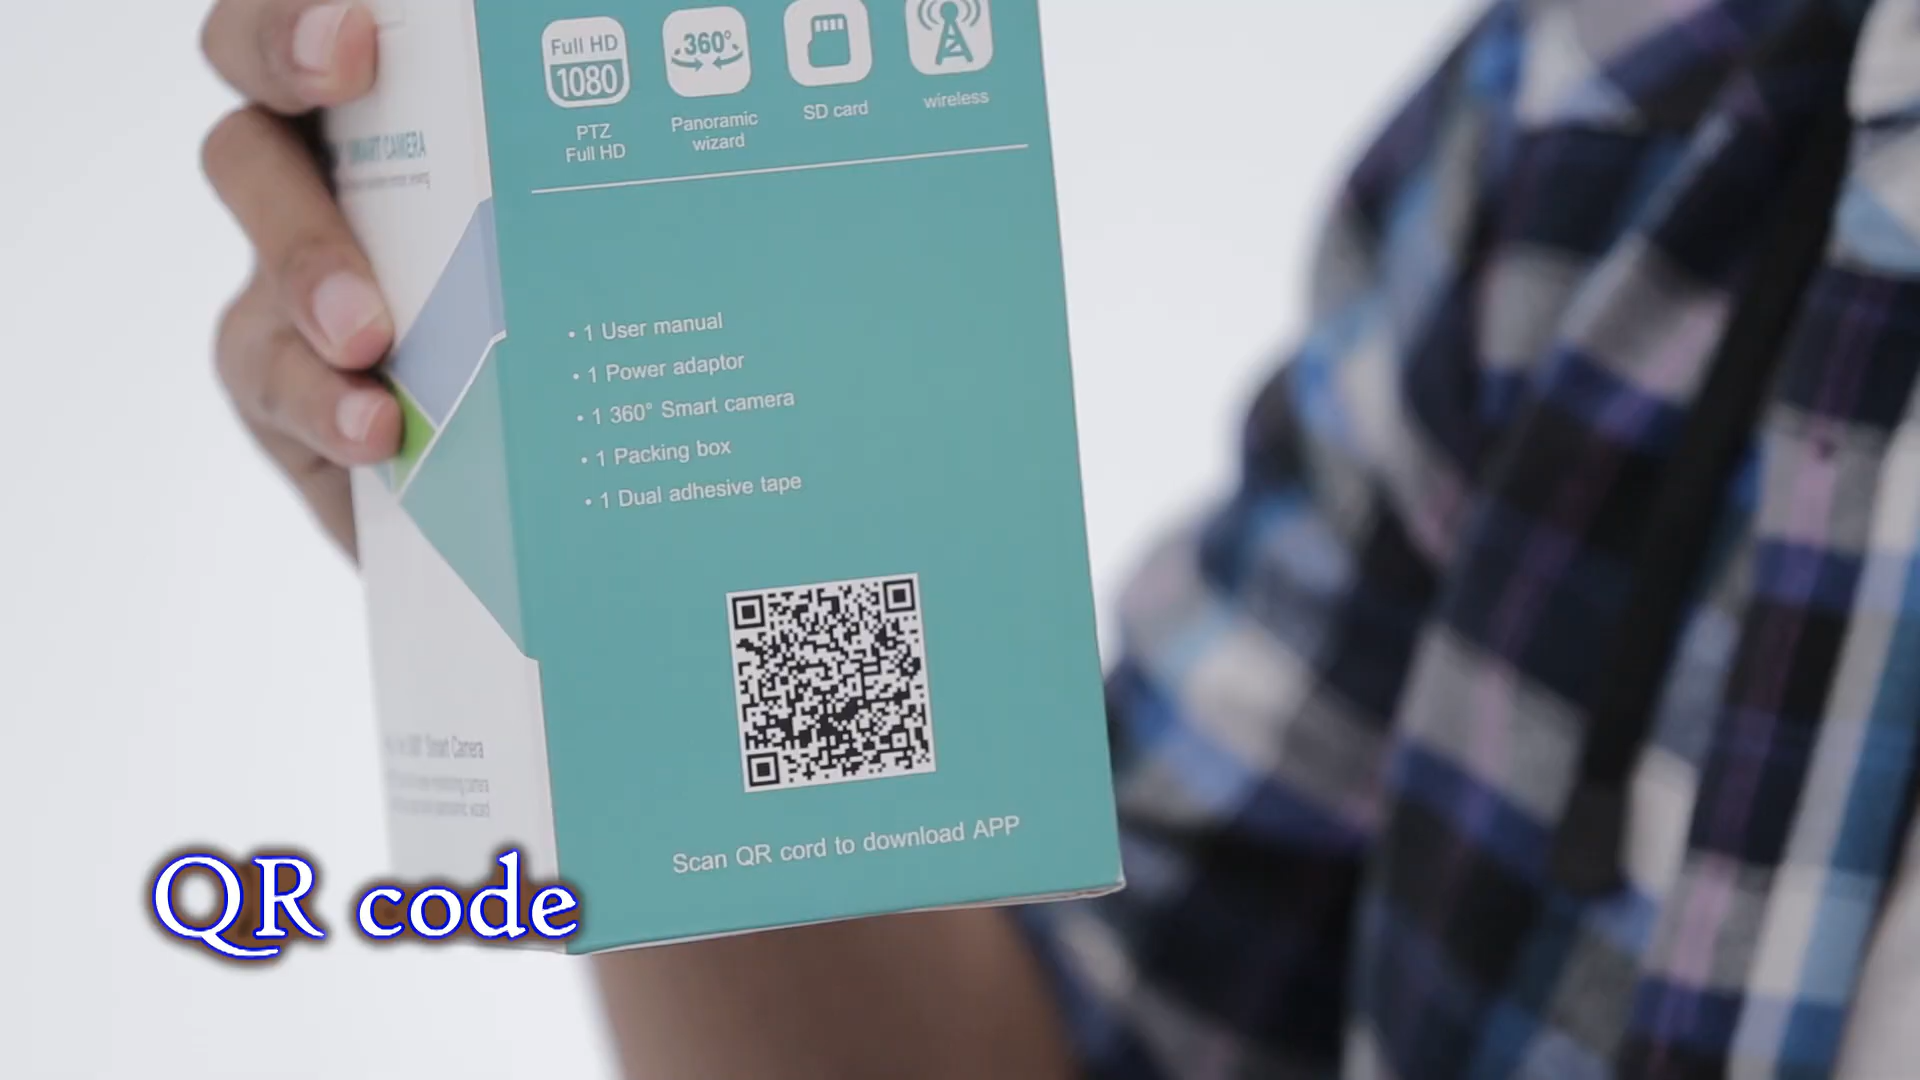 Full HD
1080
360°
PTZ
Full HD
Panoramic
wizard
SD card
wireless
SMART CAMERA
• 1 User manual
• 1 Power adaptor
• 1 360° Smart camera
• 1 Packing box
• 1 Dual adhesive tape
Smart Camera
Scan QR cord to download APP
QR code